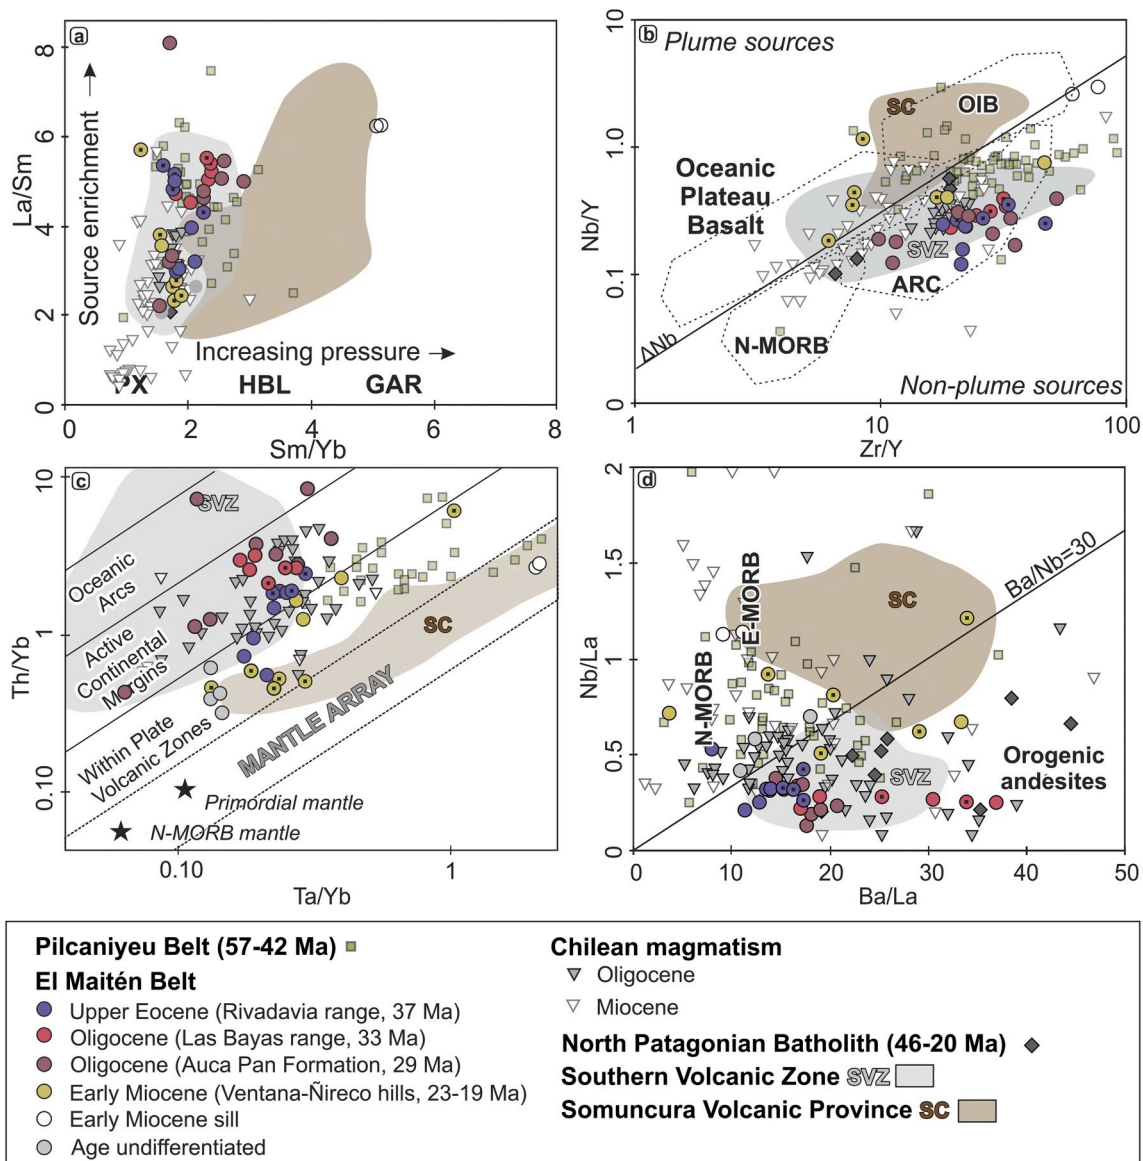 a
La/Sm
Source enrichment
8
6
4
2
0
Increasing pressure
PX HBL GAR
0 2 4 6 8
Sm/Yb
b
Plume sources
SC
OIB
Oceanic
Plateau
Basalt
SVZ
ARC
N-MORB
ΔNb
Non-plume sources
Nb/Y
10
1.0
0.1
0
1 10 100
Zr/Y
c
SVZ
Oceanic
Arcs
Active
Continental
Margins
Within Plate
Volcanic Zones
SC
MANTLE ARRAY
Primordial mantle
N-MORB mantle
Th/Yb
10
1
0.10
0.10 1
Ta/Yb
d
Ba/Nb=30
SC
E-MORB
N-MORB
SVZ
Orogenic
andesites
Nb/La
2
1.5
1
0.5
0
0 10 20 30 40 50
Ba/La
Pilcaniyeu Belt (57-42 Ma)
El Maitén Belt
Upper Eocene (Rivadavia range, 37 Ma)
Oligocene (Las Bayas range, 33 Ma)
Oligocene (Auca Pan Formation, 29 Ma)
Early Miocene (Ventana-Ñireco hills, 23-19 Ma)
Early Miocene sill
Age undifferentiated
Chilean magmatism
Oligocene
Miocene
North Patagonian Batholith (46-20 Ma)
Southern Volcanic Zone SVZ
Somuncura Volcanic Province SC